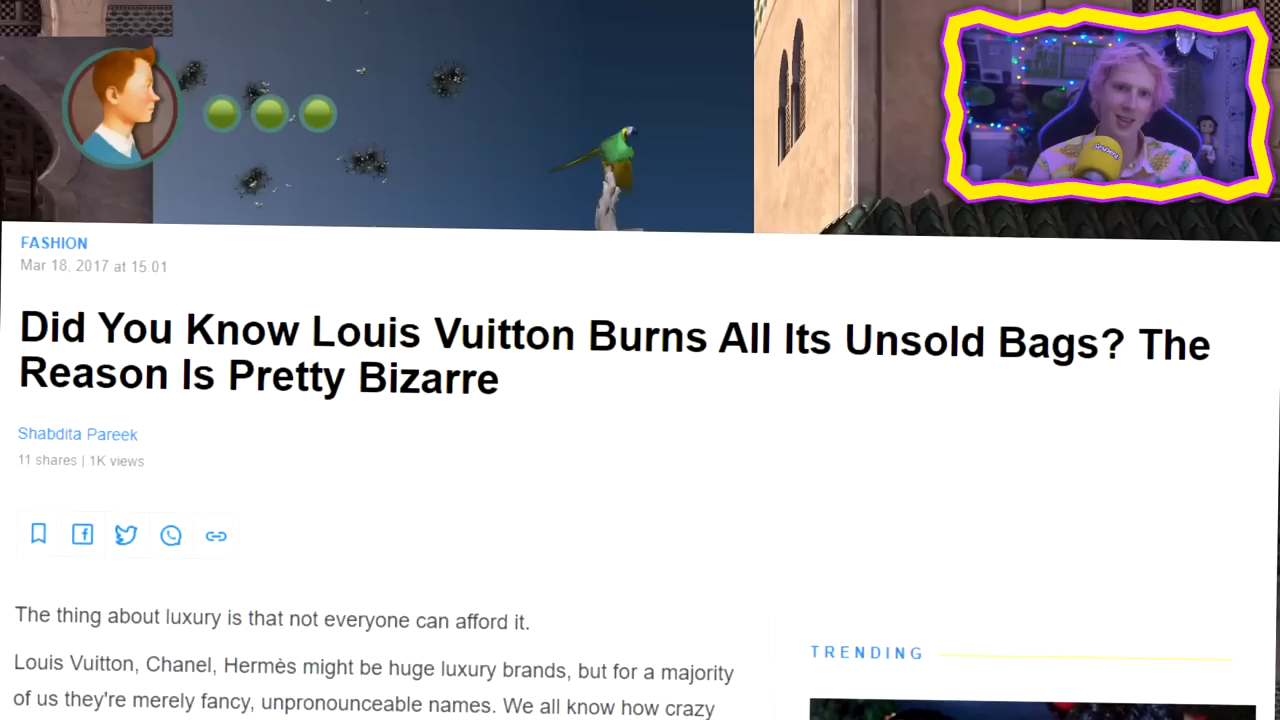 FASHION
Mar 18, 2017 at 15:01
Did You Know Louis Vuitton Burns All Its Unsold Bags? The
Reason Is Pretty Bizarre
Shabdita Pareek
11 shares | 1K views
The thing about luxury is that not everyone can afford it.
Louis Vuitton, Chanel, Hermès might be huge luxury brands, but for a majority
of us they're merely fancy, unpronounceable names. We all know how crazy
TRENDING